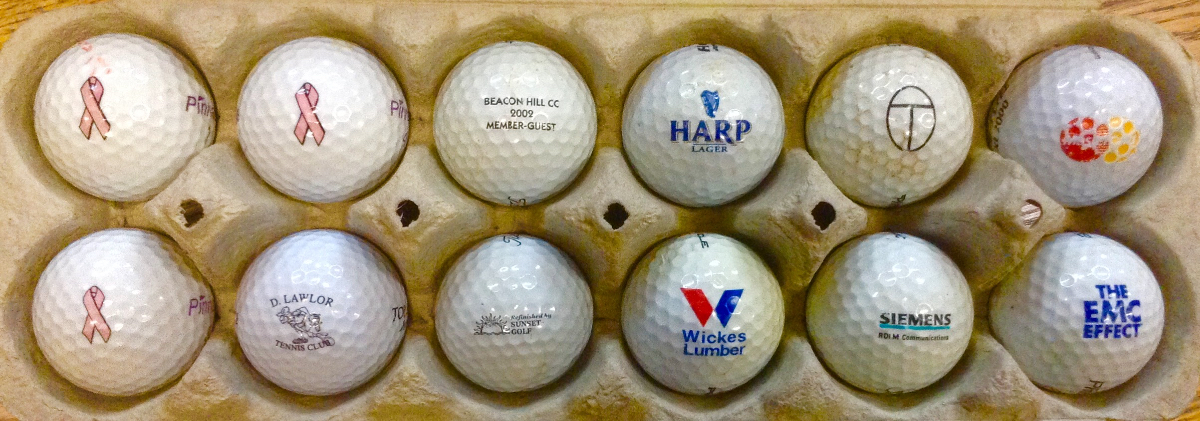 BEACON HILL CC
2002
MEMBER-GUEST
HARP
LAGER
D. LAWLOR
TENNIS CLUB
Refinished by
SUNSET
GOLF
Wickes
Lumber
SIEMENS
ROLM Communications
THE
EMC
EFFECT